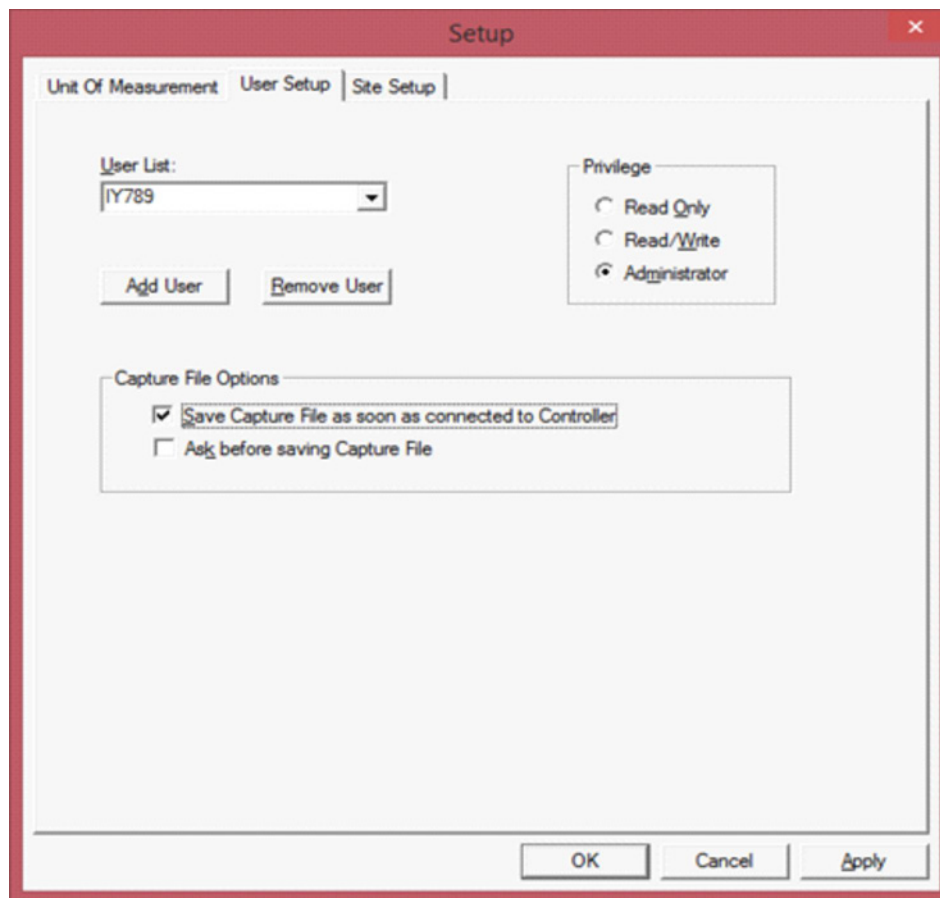 Setup
Unit Of Measurement User Setup Site Setup
User List:
IY789
Add User Remove User
Privilege
Read Only
Read/Write
Administrator
Capture File Options
Save Capture File as soon as connected to Controller
Ask before saving Capture File
OK Cancel Apply